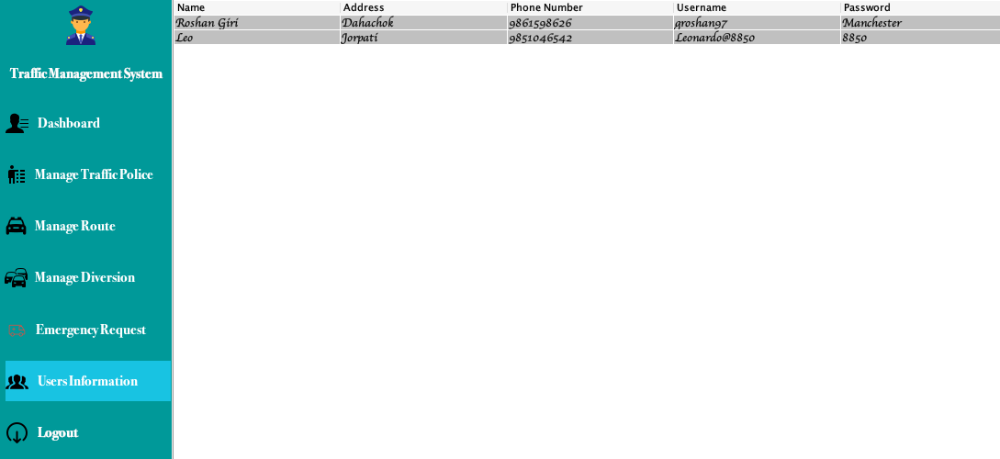 Traffic Management System
Dashboard
Manage Traffic Police
Manage Route
Manage Diversion
Emergency Request
Users Information
Logout
Name Address Phone Number Username Password
Roshan Giri Dahachok 9861598626 groshan97 Manchester
Leo Jorpati 9851046542 Leonardo@8850 8850